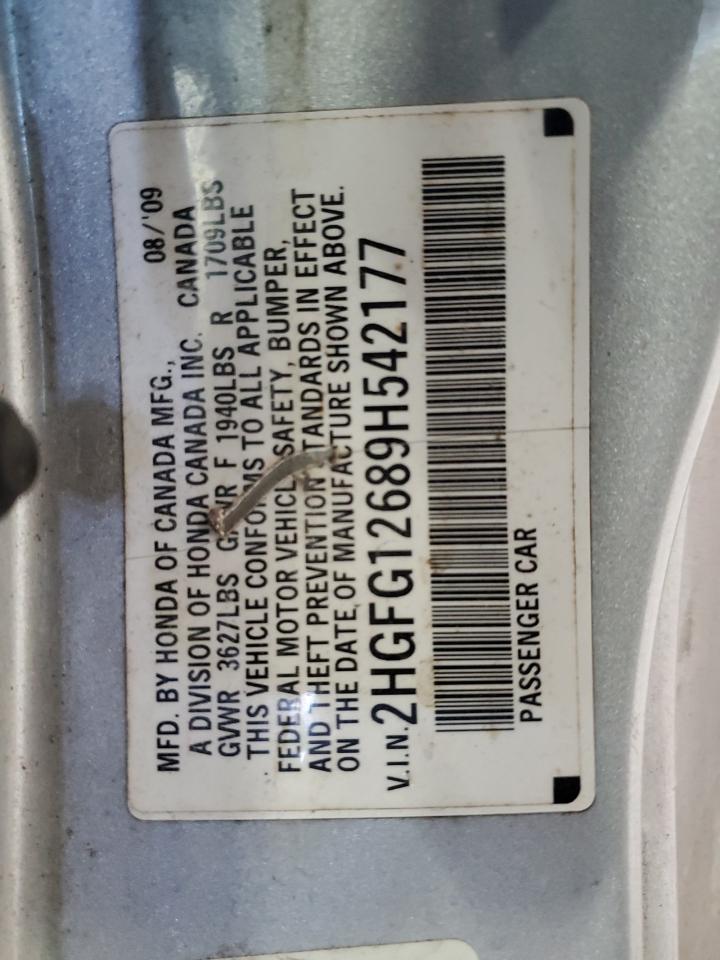 MFD. BY HONDA OF CANADA MFG., 08/'09
A DIVISION OF HONDA CANADA INC. CANADA
GVWR 3627LBS GAWR F 1940LBS R 1709LBS
THIS VEHICLE CONFORMS TO ALL APPLICABLE
FEDERAL MOTOR VEHICLE SAFETY, BUMPER,
AND THEFT PREVENTION STANDARDS IN EFFECT
ON THE DATE OF MANUFACTURE SHOWN ABOVE.
V.I.N. 2HGFG12689H542177
PASSENGER CAR